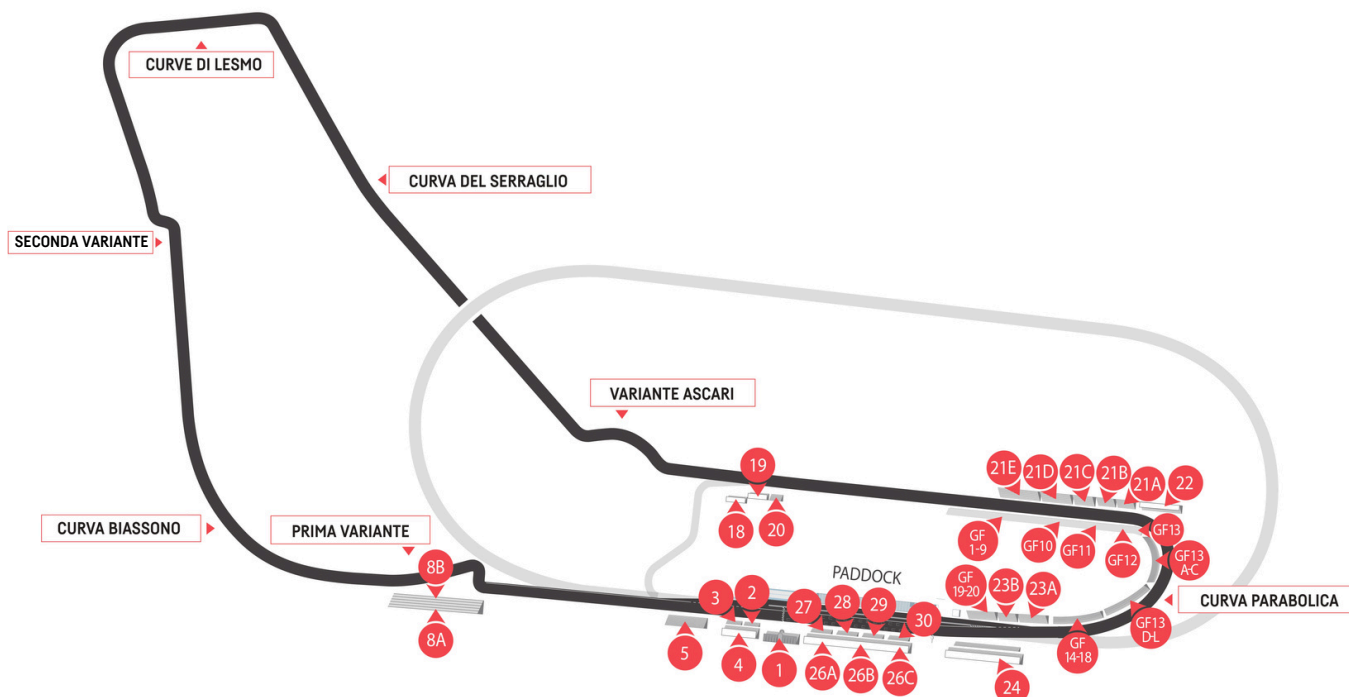 CURVE DI LESMO
CURVA DEL SERRAGLIO
SECONDA VARIANTE
VARIANTE ASCARI
19
21E
21D
21C
21B
21A
22
18
20
GF
1-9
GF10
GF11
GF12
GF13
GF13
A-C
CURVA BIASSONO
PRIMA VARIANTE
8B
8A
PADDOCK
GF
19-20
23B
23A
CURVA PARABOLICA
GF13
D-L
GF
14-18
3
2
27
28
29
30
5
4
1
26A
26B
26C
24